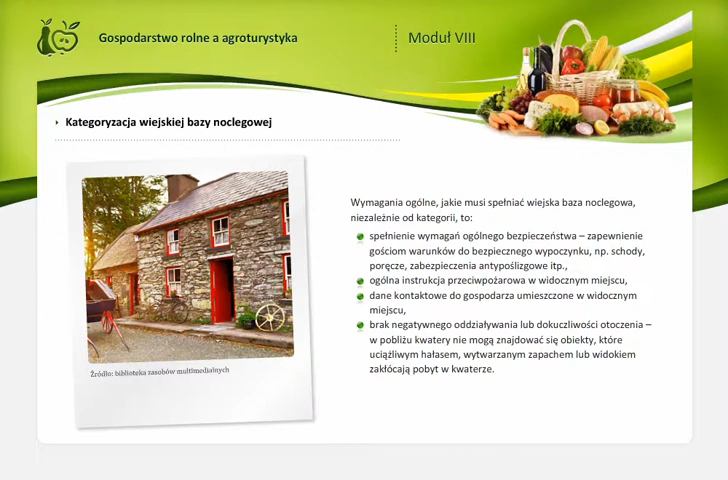 Gospodarstwo rolne a agroturystyka
Moduł VIII
Kategoryzacja wiejskiej bazy noclegowej
Wymagania ogólne, jakie musi spełniać wiejska baza noclegowa,
niezależnie od kategorii, to:
spełnienie wymagań ogólnego bezpieczeństwa – zapewnienie
gościom warunków do bezpiecznego wypoczynku, np. schody,
poręcze, zabezpieczenia antypoślizgowe itp.,
ogólna instrukcja przeciwpożarowa w widocznym miejscu,
dane kontaktowe do gospodarza umieszczone w widocznym
miejscu,
brak negatywnego oddziaływania lub dokuczliwości otoczenia –
w pobliżu kwatery nie mogą znajdować się obiekty, które
uciążliwym hałasem, wytwarzanym zapachem lub widokiem
zakłócają pobyt w kwaterze.
Źródło: biblioteka zasobów multimedialnych